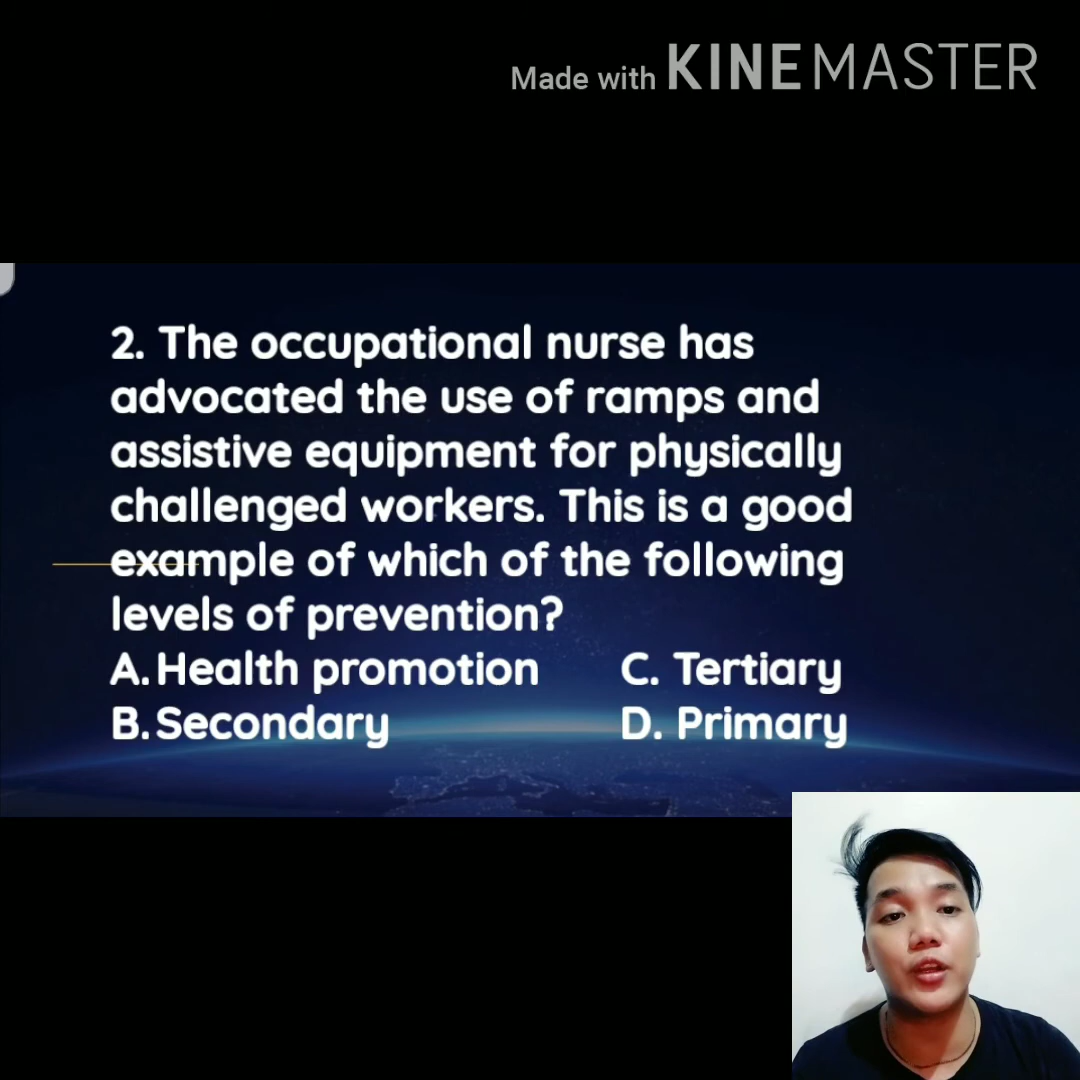 Made with KINEMASTER
2. The occupational nurse has
advocated the use of ramps and
assistive equipment for physically
challenged workers. This is a good
example of which of the following
levels of prevention?
A. Health promotion C. Tertiary
B. Secondary D. Primary